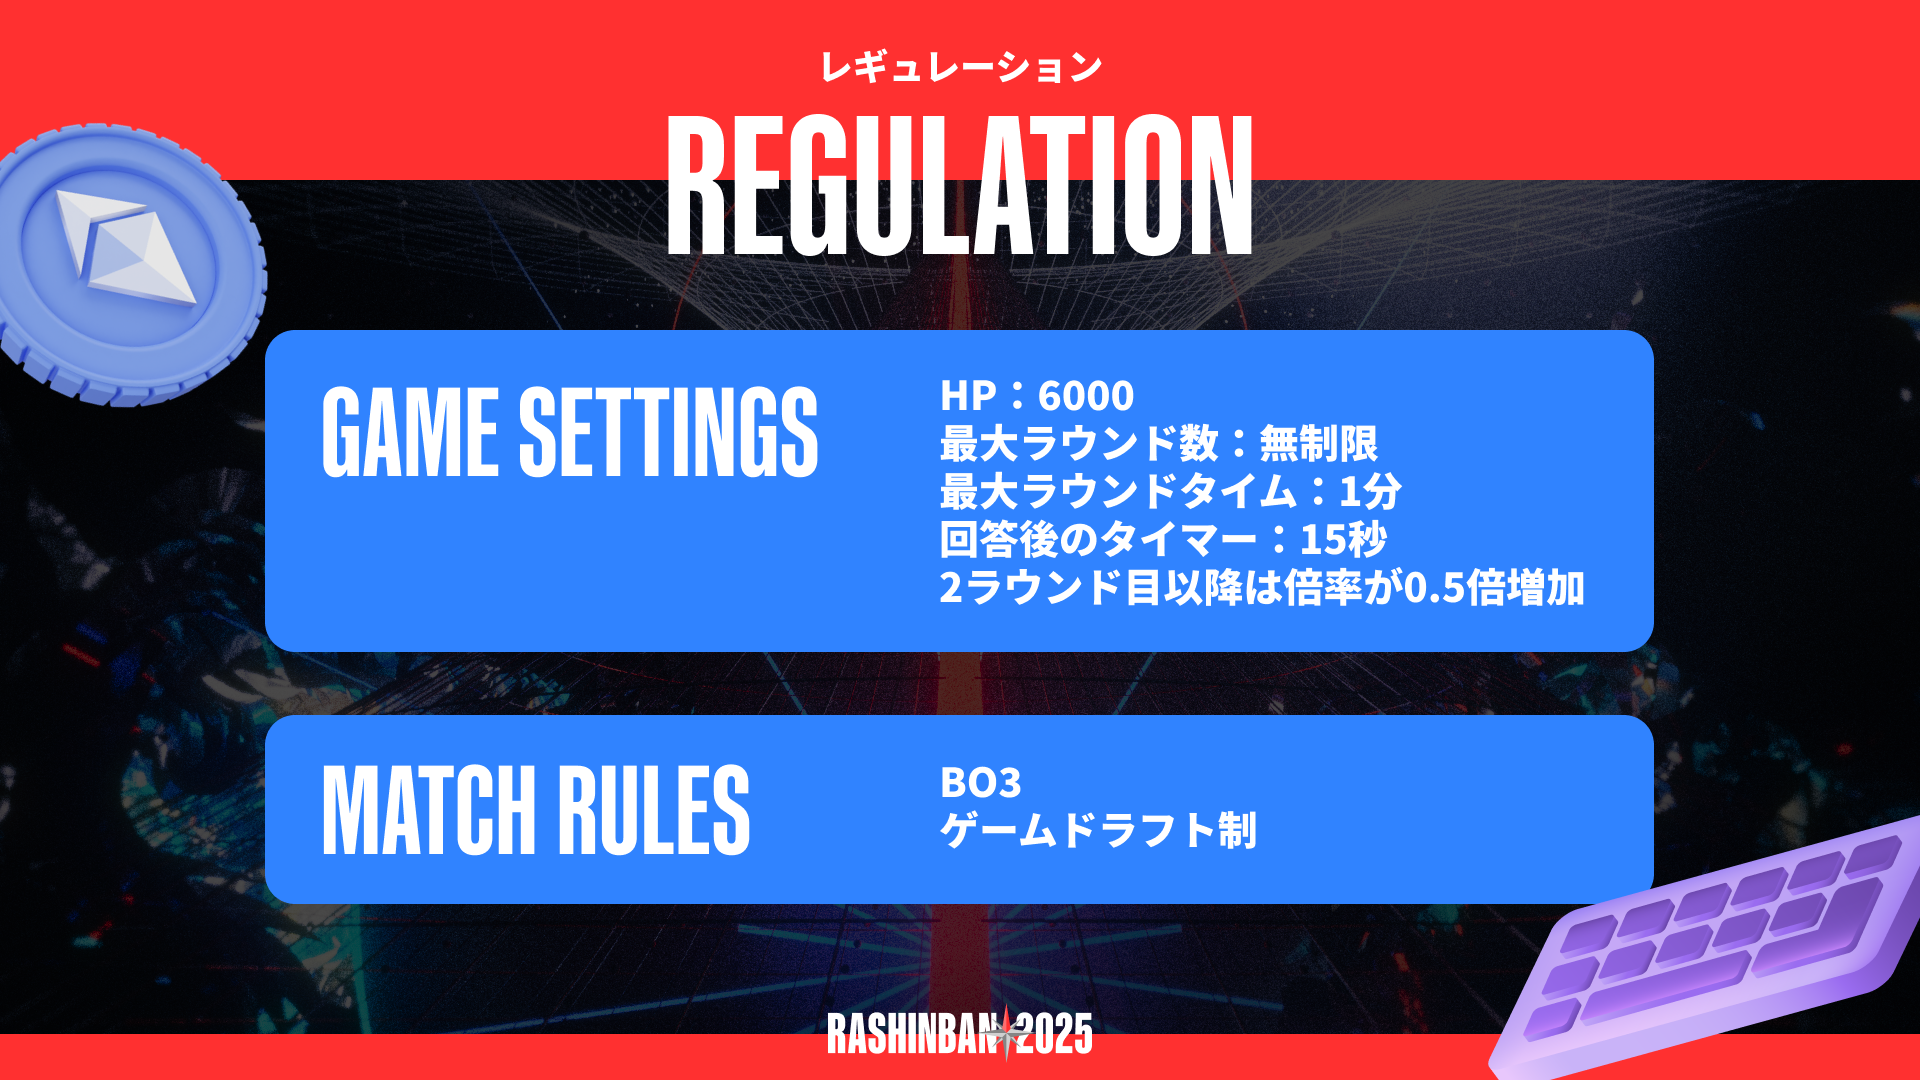 レギュレーション
REGULATION
GAME SETTINGS
HP：6000
最大ラウンド数：無制限
最大ラウンドタイム：1分
回答後のタイマー：15秒
2ラウンド目以降は倍率が0.5倍増加
MATCH RULES
BO3
ゲームドラフト制
RASHINBAN 2025